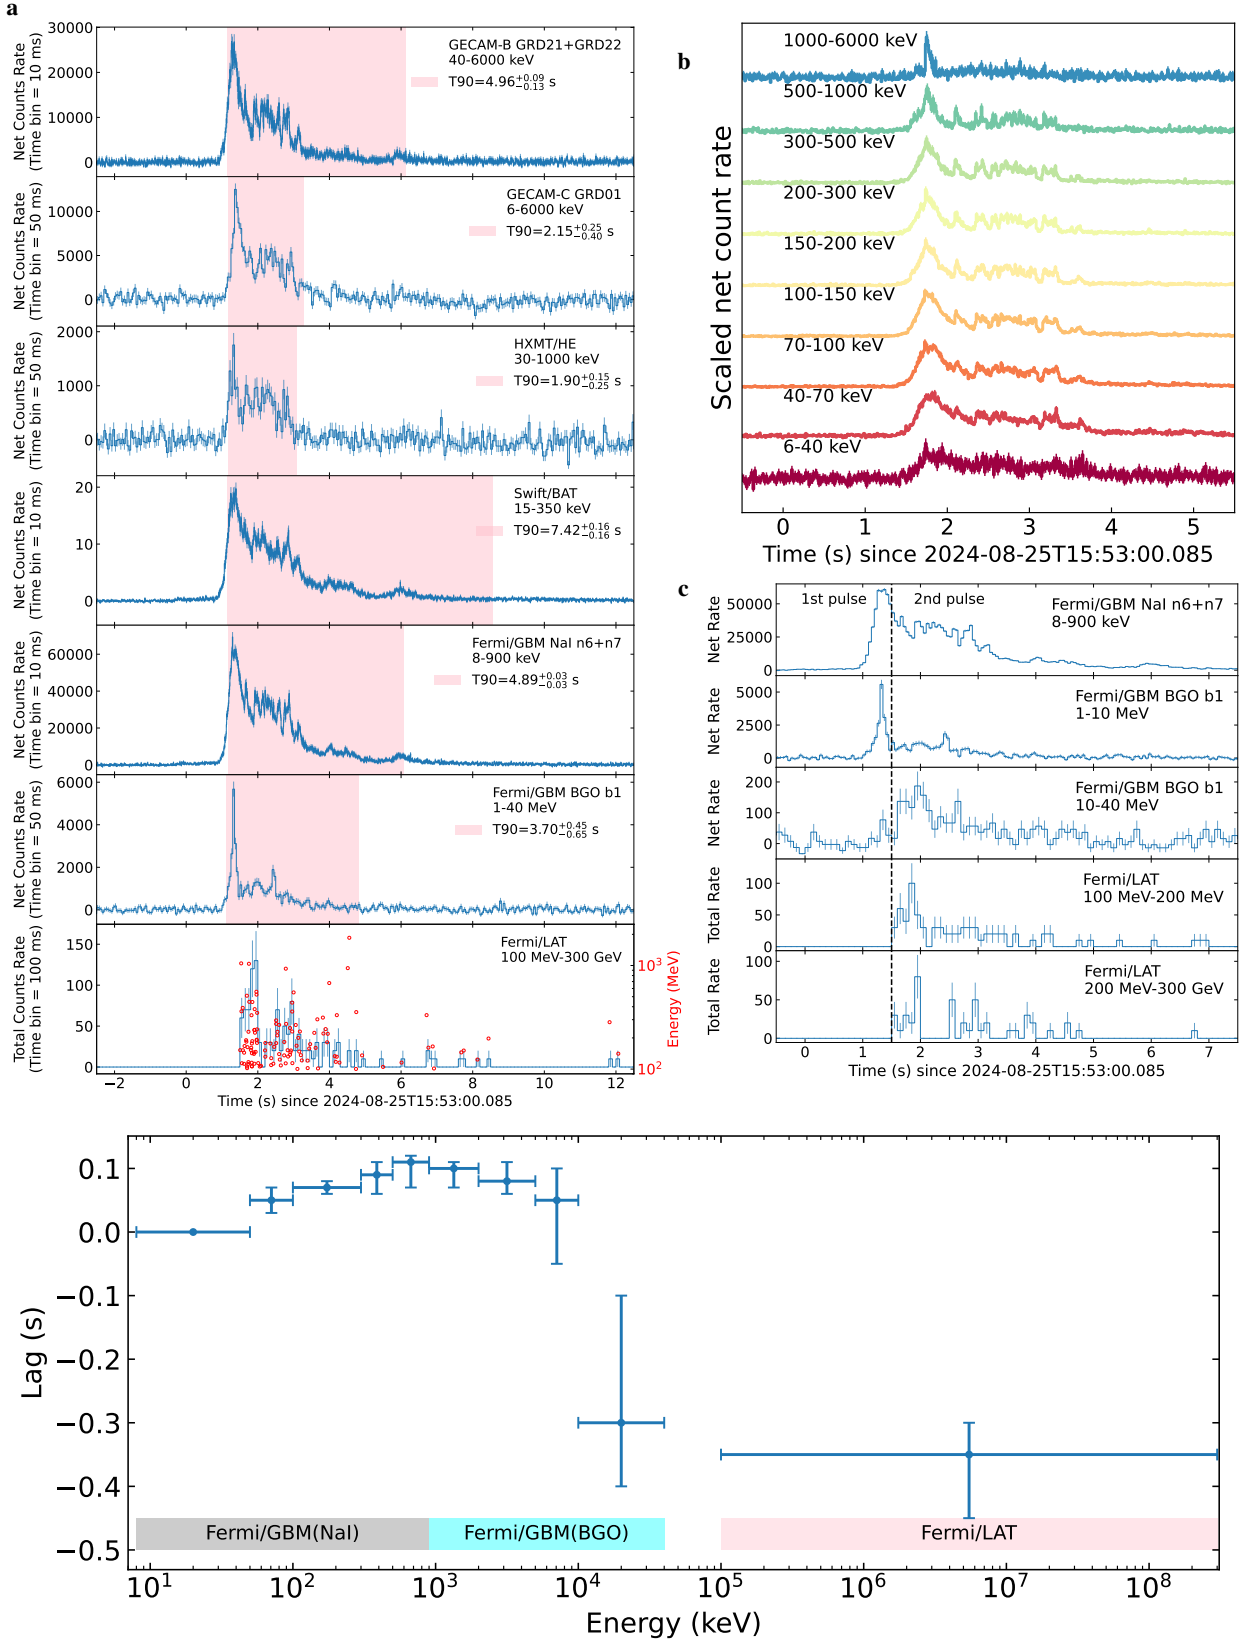 a
Net Counts Rate
(Time bin = 10 ms)
30000
20000
10000
0
GECAM-B GRD21+GRD22
40-6000 keV
T90=4.96+0.09−0.13 s
Net Counts Rate
(Time bin = 50 ms)
10000
5000
0
GECAM-C GRD01
6-6000 keV
T90=2.15+0.25−0.40 s
Net Counts Rate
(Time bin = 50 ms)
2000
1000
0
HXMT/HE
30-1000 keV
T90=1.90+0.15−0.25 s
Net Counts Rate
(Time bin = 10 ms)
20
10
0
Swift/BAT
15-350 keV
T90=7.42+0.16−0.16 s
Net Counts Rate
(Time bin = 10 ms)
60000
40000
20000
0
Fermi/GBM NaI n6+n7
8-900 keV
T90=4.89+0.03−0.03 s
Net Counts Rate
(Time bin = 50 ms)
6000
4000
2000
0
Fermi/GBM BGO b1
1-40 MeV
T90=3.70+0.45−0.65 s
Total Counts Rate
(Time bin = 100 ms)
150
100
50
0
Fermi/LAT
100 MeV-300 GeV
10³
10²
Energy (MeV)
−2 0 2 4 6 8 10 12
Time (s) since 2024-08-25T15:53:00.085
b
Scaled net count rate
1000-6000 keV
500-1000 keV
300-500 keV
200-300 keV
150-200 keV
100-150 keV
70-100 keV
40-70 keV
6-40 keV
0 1 2 3 4 5
Time (s) since 2024-08-25T15:53:00.085
c
Net Rate
50000
25000
0
1st pulse
2nd pulse
Fermi/GBM NaI n6+n7
8-900 keV
Net Rate
5000
2500
0
Fermi/GBM BGO b1
1-10 MeV
Net Rate
200
100
0
Fermi/GBM BGO b1
10-40 MeV
Total Rate
100
50
0
Fermi/LAT
100 MeV-200 MeV
Total Rate
100
50
0
Fermi/LAT
200 MeV-300 GeV
0 1 2 3 4 5 6 7
Time (s) since 2024-08-25T15:53:00.085
Lag (s)
0.1
0.0
−0.1
−0.2
−0.3
−0.4
−0.5
Fermi/GBM(NaI)
Fermi/GBM(BGO)
Fermi/LAT
10¹ 10² 10³ 10⁴ 10⁵ 10⁶ 10⁷ 10⁸
Energy (keV)